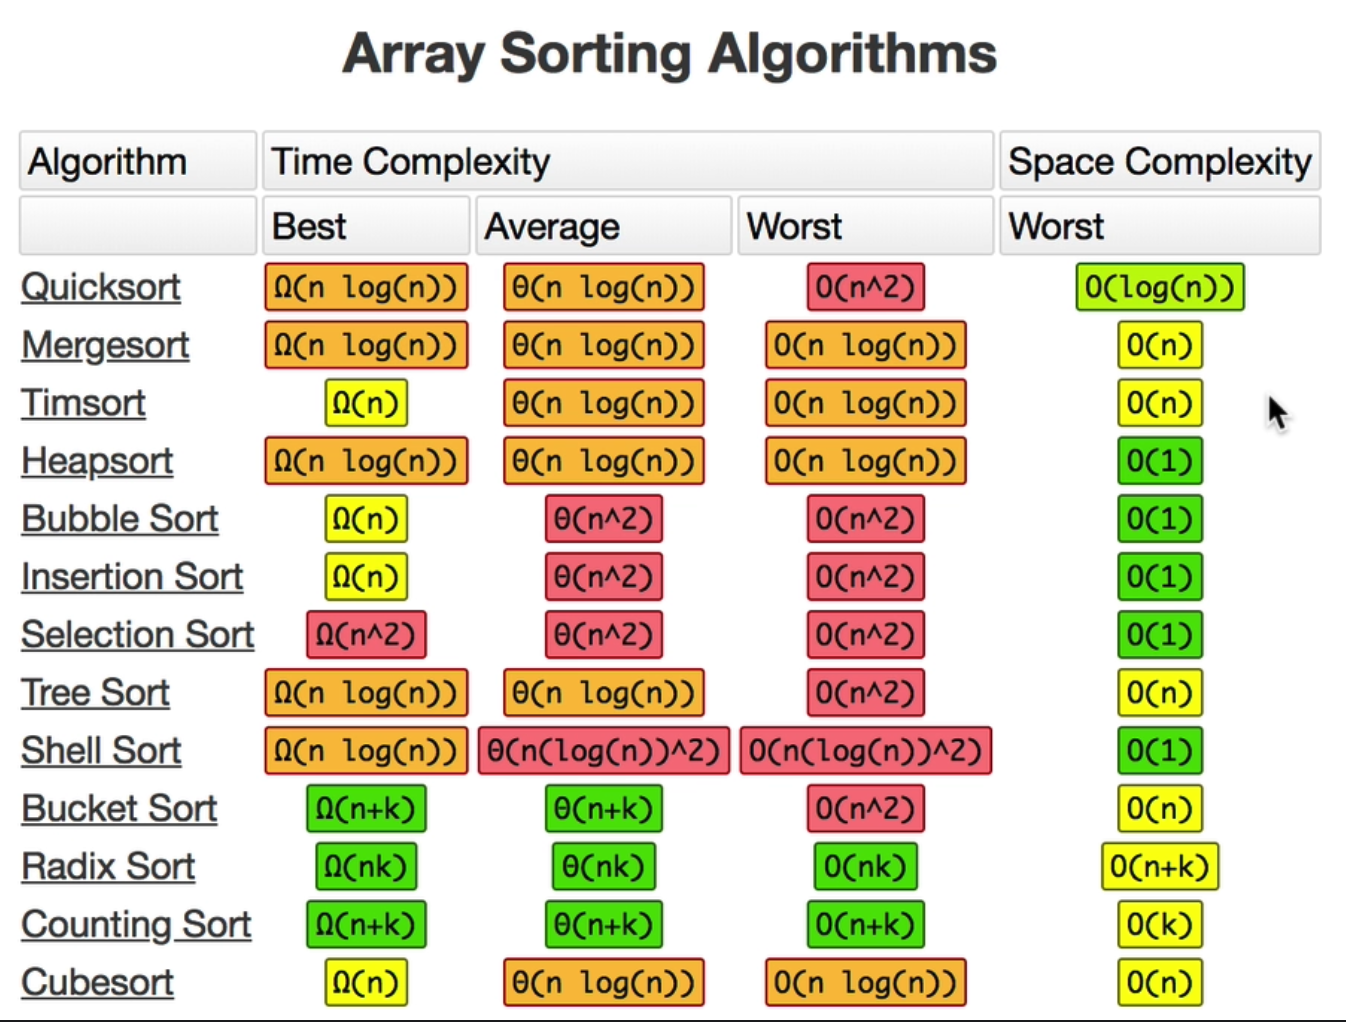 Array Sorting Algorithms
Algorithm Time Complexity Space Complexity
Best Average Worst Worst
Quicksort Ω(n log(n)) θ(n log(n)) O(n^2) O(log(n))
Mergesort Ω(n log(n)) θ(n log(n)) O(n log(n)) O(n)
Timsort Ω(n) θ(n log(n)) O(n log(n)) O(n)
Heapsort Ω(n log(n)) θ(n log(n)) O(n log(n)) O(1)
Bubble Sort Ω(n) θ(n^2) O(n^2) O(1)
Insertion Sort Ω(n) θ(n^2) O(n^2) O(1)
Selection Sort Ω(n^2) θ(n^2) O(n^2) O(1)
Tree Sort Ω(n log(n)) θ(n log(n)) O(n^2) O(n)
Shell Sort Ω(n log(n)) θ(n(log(n))^2) O(n(log(n))^2) O(1)
Bucket Sort Ω(n+k) θ(n+k) O(n^2) O(n)
Radix Sort Ω(nk) θ(nk) O(nk) O(n+k)
Counting Sort Ω(n+k) θ(n+k) O(n+k) O(k)
Cubesort Ω(n) θ(n log(n)) O(n log(n)) O(n)